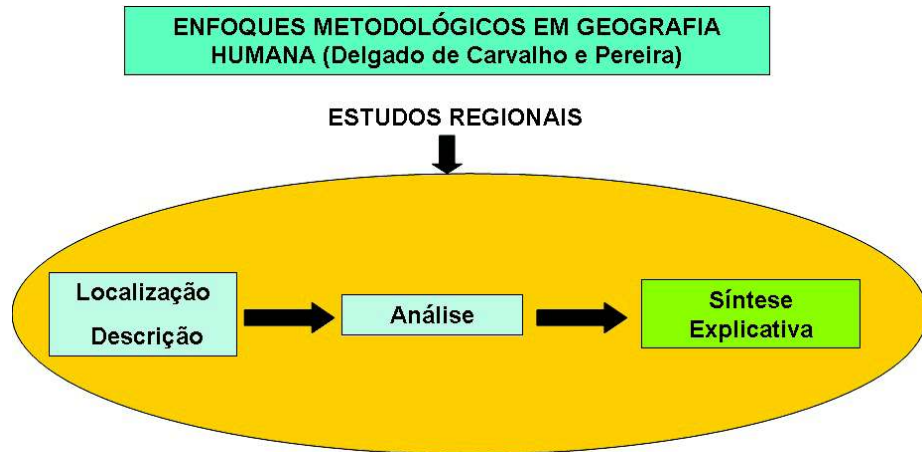 ENFOQUES METODOLÓGICOS EM GEOGRAFIA
HUMANA (Delgado de Carvalho e Pereira)
ESTUDOS REGIONAIS
Localização
Descrição
Análise
Síntese
Explicativa